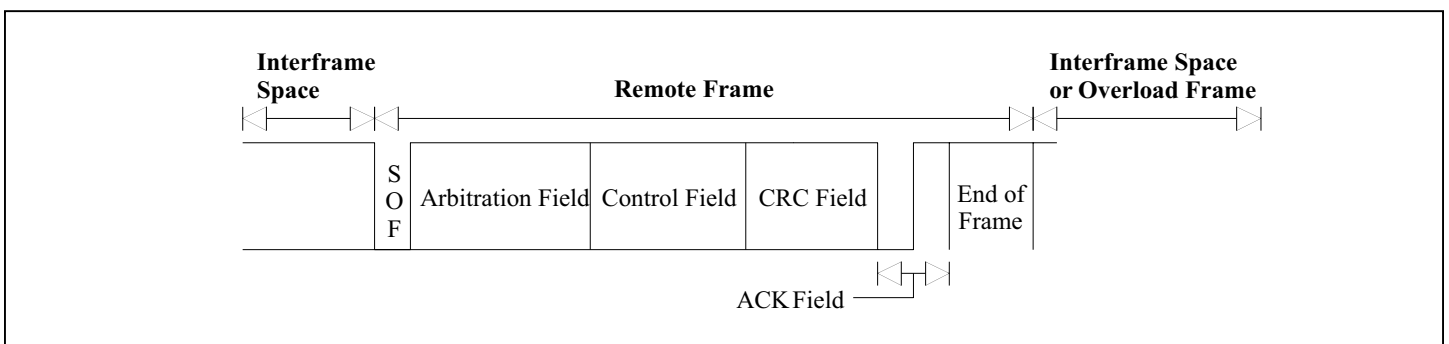 Interframe
Space
Remote Frame
Interframe Space
or Overload Frame
S
O
F
Arbitration Field
Control Field
CRC Field
End of
Frame
ACK Field